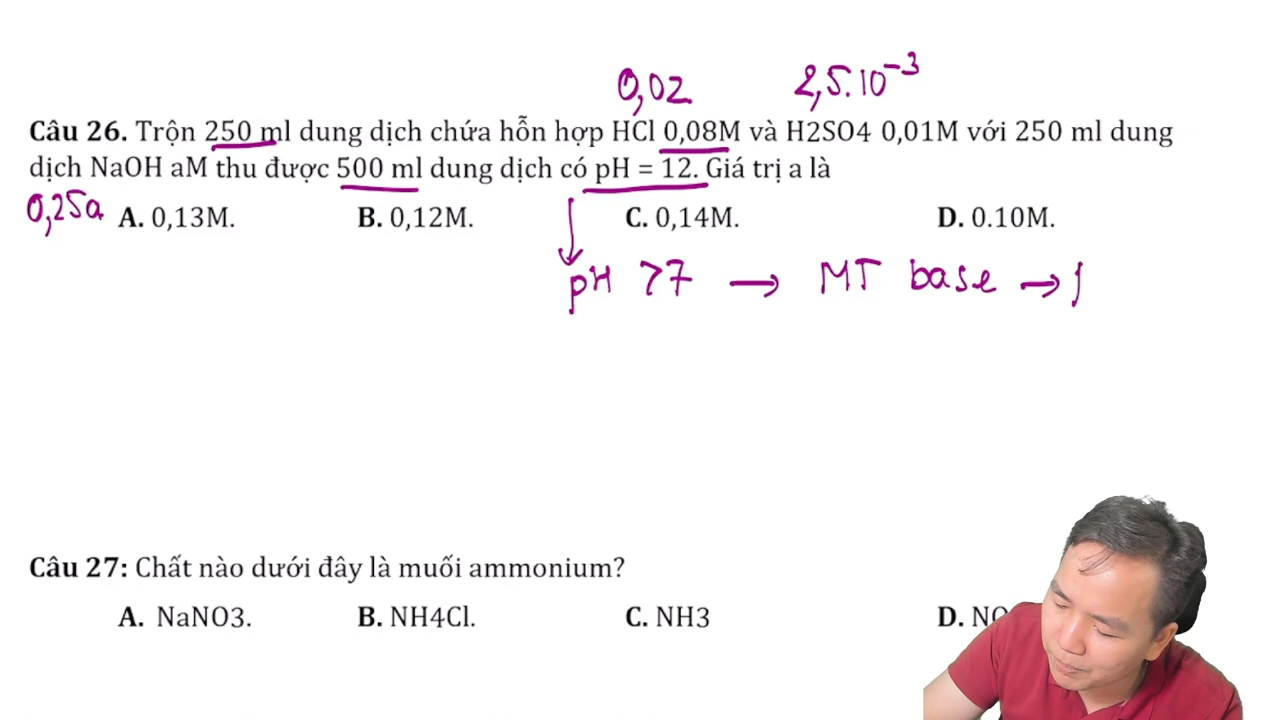 0,02 2,5.10⁻³
Câu 26. Trộn 250 ml dung dịch chứa hỗn hợp HCl 0,08M và H2SO4 0,01M với 250 ml dung
dịch NaOH aM thu được 500 ml dung dịch có pH = 12. Giá trị a là
0,25a A. 0,13M. B. 0,12M. C. 0,14M. D. 0.10M.
pH >7 → MT base →
Câu 27: Chất nào dưới đây là muối ammonium?
A. NaNO3. B. NH4Cl. C. NH3 D.